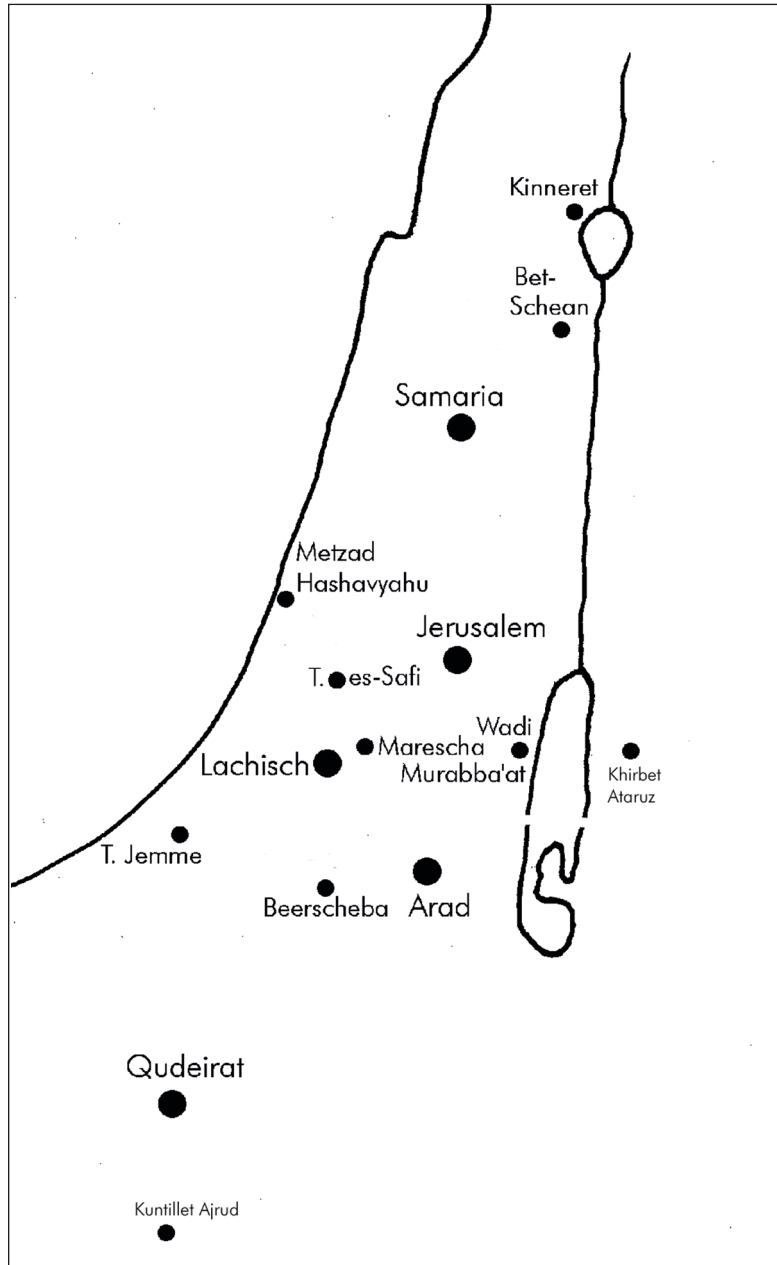 Kinneret
Bet-
Schean
Samaria
Metzad
Hashavyahu
Jerusalem
T. es-Safi
Wadi
Murabba'at
Marescha
Lachisch
Khirbet
Ataruz
T. Jemme
Beerscheba
Arad
Qudeirat
Kuntillet Ajrud